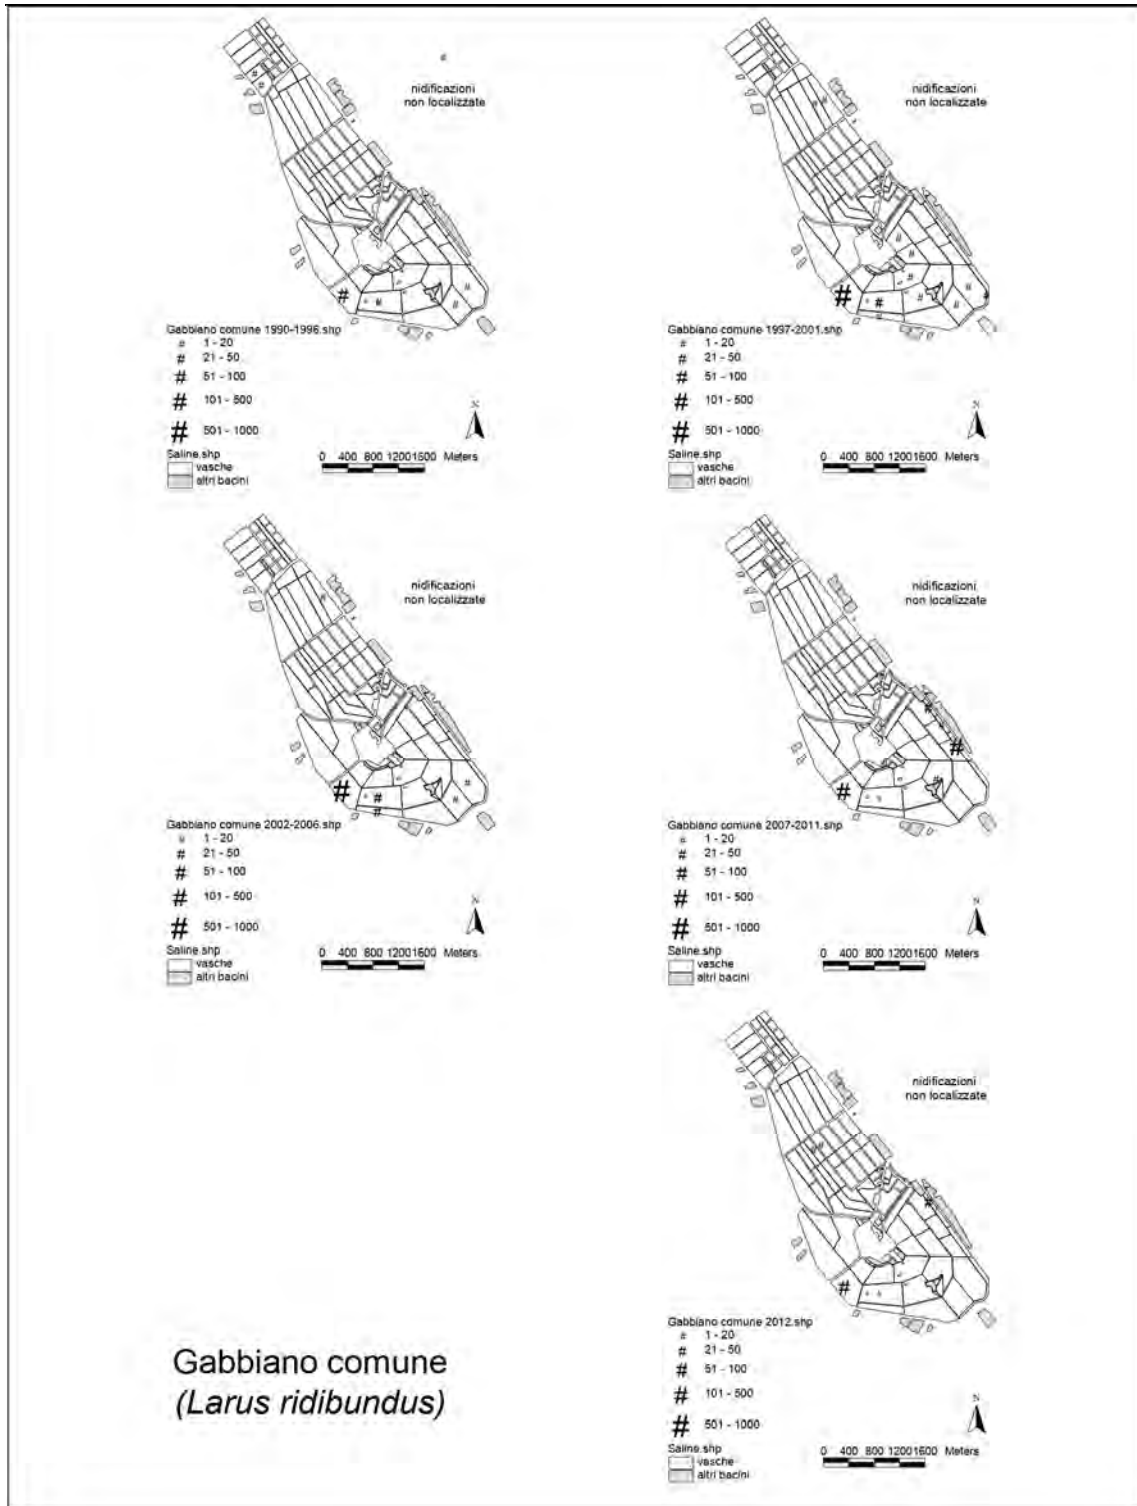 nidificazioni
non localizzate
Gabbiano comune 1990-1996.shp
# 1 - 20
# 21 - 50
# 51 - 100
# 101 - 500
# 501 - 1000
Saline.shp
vasche
altri bacini
N
0 400 800 1200 1600 Meters
nidificazioni
non localizzate
Gabbiano comune 1997-2001.shp
# 1 - 20
# 21 - 50
# 51 - 100
# 101 - 500
# 501 - 1000
Saline.shp
vasche
altri bacini
N
0 400 800 1200 1600 Meters
nidificazioni
non localizzate
Gabbiano comune 2002-2006.shp
# 1 - 20
# 21 - 50
# 51 - 100
# 101 - 500
# 501 - 1000
Saline.shp
vasche
altri bacini
N
0 400 800 1200 1600 Meters
nidificazioni
non localizzate
Gabbiano comune 2007-2011.shp
# 1 - 20
# 21 - 50
# 51 - 100
# 101 - 500
# 501 - 1000
Saline.shp
vasche
altri bacini
N
0 400 800 1200 1600 Meters
nidificazioni
non localizzate
Gabbiano comune 2012.shp
# 1 - 20
# 21 - 50
# 51 - 100
# 101 - 500
# 501 - 1000
Saline.shp
vasche
altri bacini
N
0 400 800 1200 1600 Meters
Gabbiano comune
(Larus ridibundus)